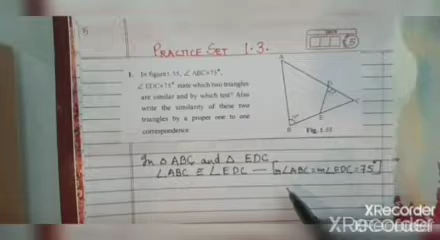 PRACTICE SET 1.3.
1. In figure 1.55, ∠ ABC=75°,
∠ EDC=75° state which two triangles
are similar and by which test? Also
write the similarity of these two
triangles by a proper one to one
correspondence.
A
D
C
E
B
Fig. 1.55
In △ ABC and △ EDC
∠ABC ≅ ∠EDC — [m∠ABC = m∠EDC = 75°]
XRecorder
XRecorder